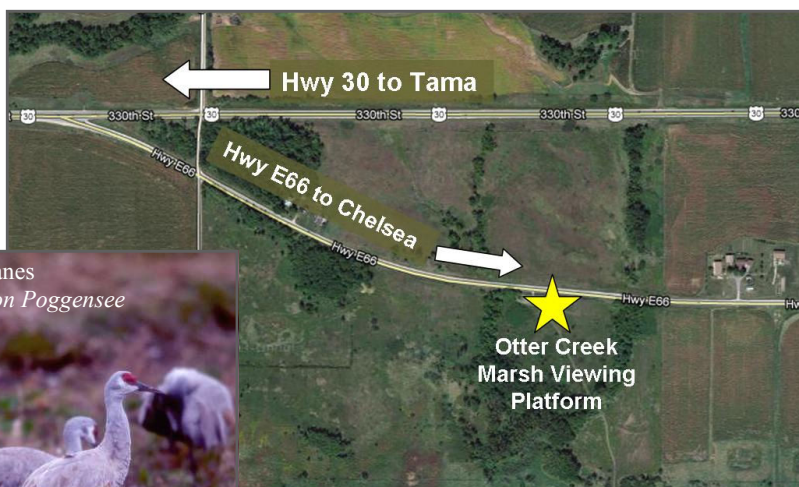 Hwy 30 to Tama
30
330th St
30
330th St
30
330th St
30
30
330
Hwy E66
Hwy E66 to Chelsea
Hwy E66
Hwy E66
Otter Creek
Marsh Viewing
Platform
on Poggensee